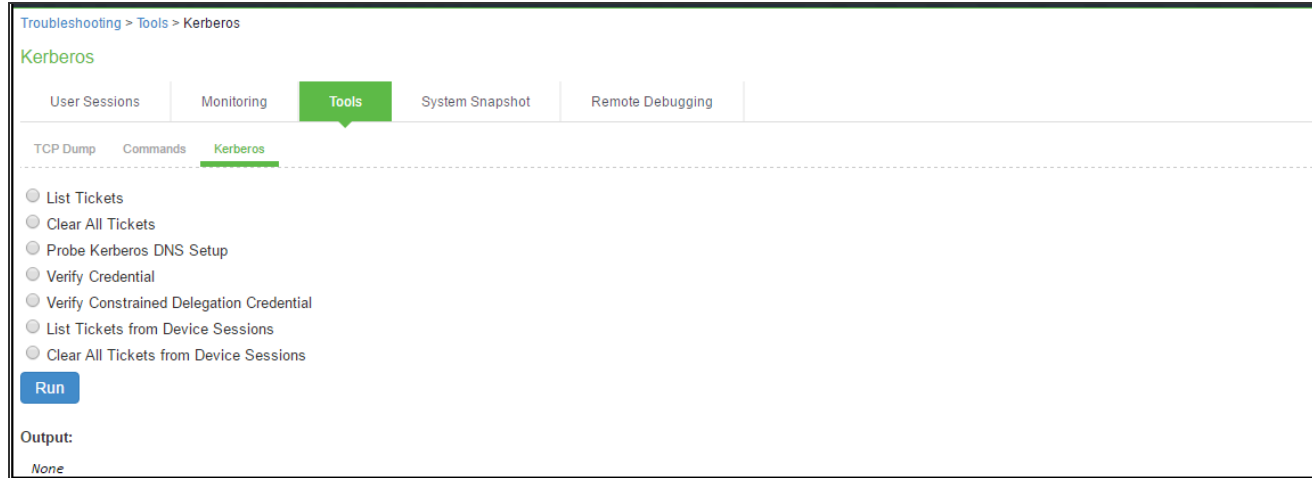 Troubleshooting > Tools > Kerberos
Kerberos
User Sessions Monitoring Tools System Snapshot Remote Debugging
TCP Dump Commands Kerberos
List Tickets
Clear All Tickets
Probe Kerberos DNS Setup
Verify Credential
Verify Constrained Delegation Credential
List Tickets from Device Sessions
Clear All Tickets from Device Sessions
Run
Output:
None